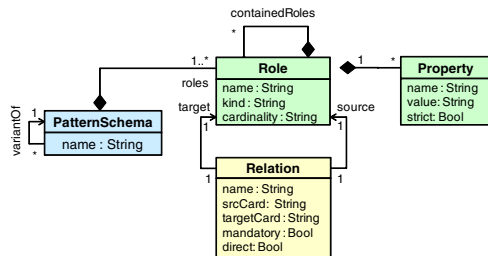 containedRoles
*
1..*
roles
Role
name : String
kind : String
cardinality : String
1
*
Property
name : String
value: String
strict: Bool
target
source
1
1
variantOf
1
*
PatternSchema
name : String
1
1
Relation
name : String
srcCard: String
targetCard: String
mandatory: Bool
direct: Bool